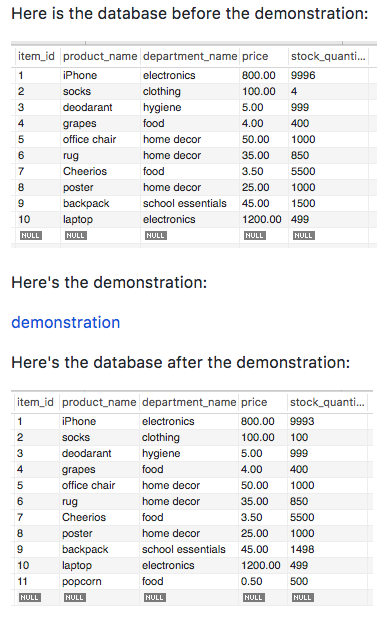 Here is the database before the demonstration:
item_id product_name department_name price stock_quanti...
1 iPhone electronics 800.00 9996
2 socks clothing 100.00 4
3 deodarant hygiene 5.00 999
4 grapes food 4.00 400
5 office chair home decor 50.00 1000
6 rug home decor 35.00 850
7 Cheerios food 3.50 5500
8 poster home decor 25.00 1000
9 backpack school essentials 45.00 1500
10 laptop electronics 1200.00 499
NULL NULL NULL NULL NULL
Here's the demonstration:
demonstration
Here's the database after the demonstration:
item_id product_name department_name price stock_quanti...
1 iPhone electronics 800.00 9993
2 socks clothing 100.00 100
3 deodarant hygiene 5.00 999
4 grapes food 4.00 400
5 office chair home decor 50.00 1000
6 rug home decor 35.00 850
7 Cheerios food 3.50 5500
8 poster home decor 25.00 1000
9 backpack school essentials 45.00 1498
10 laptop electronics 1200.00 499
11 popcorn food 0.50 500
NULL NULL NULL NULL NULL